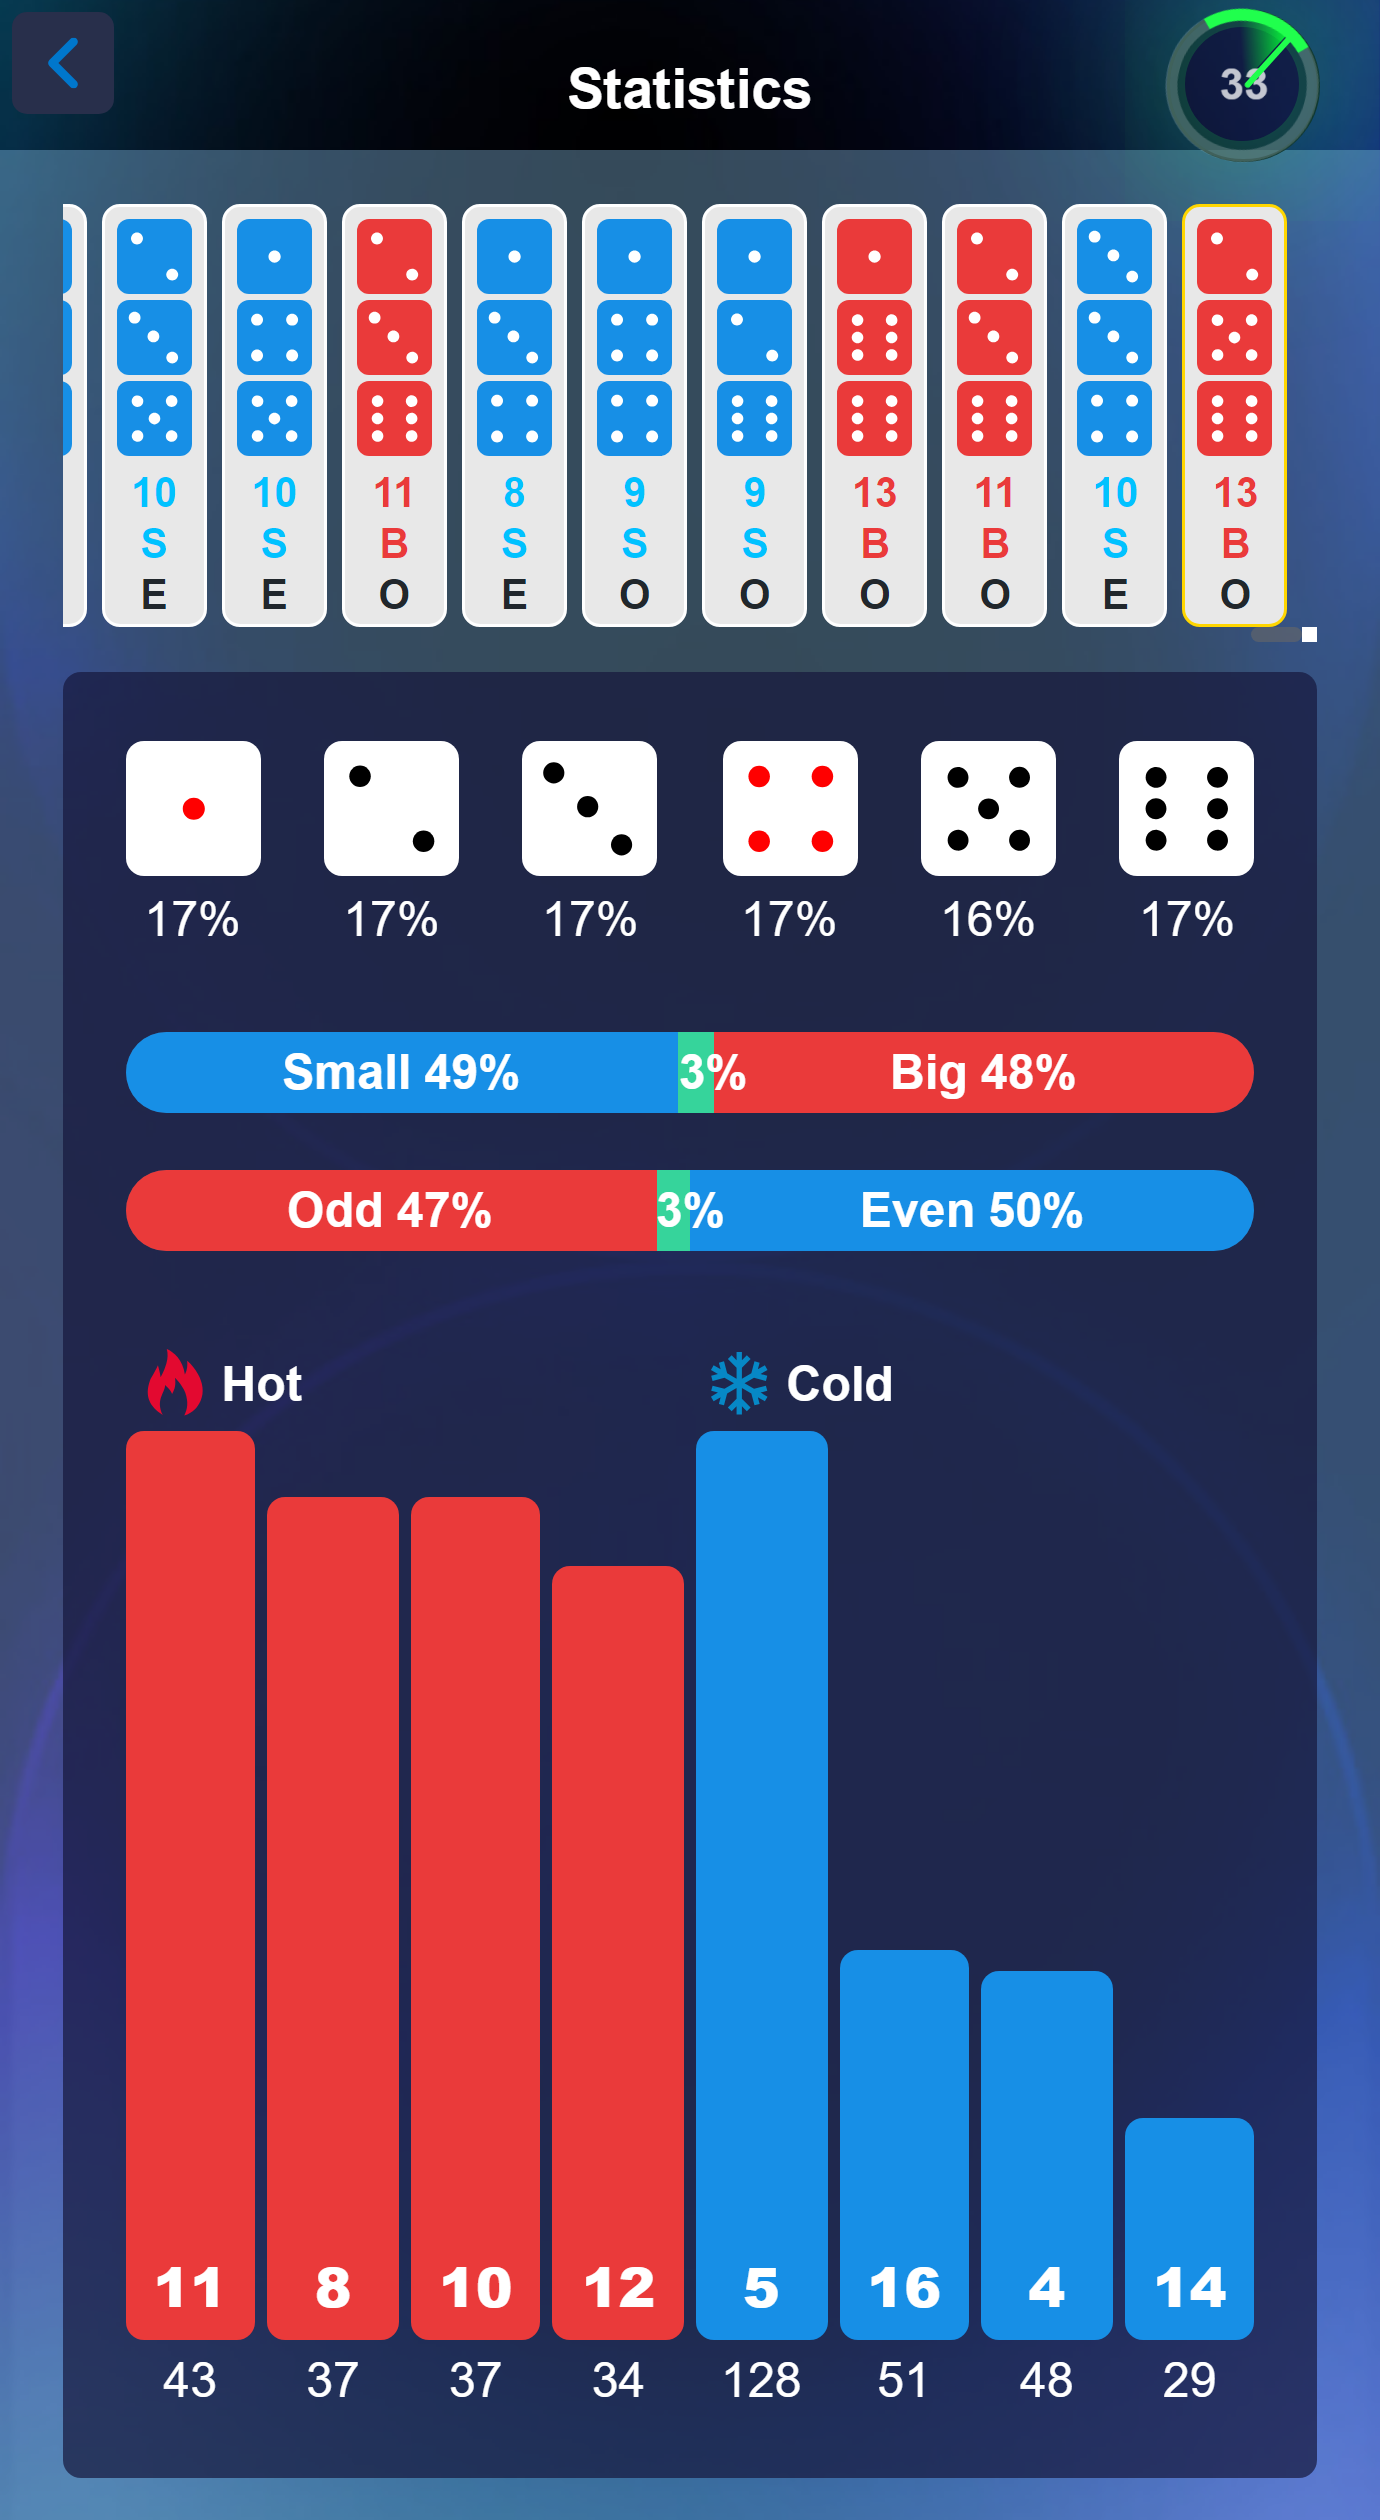 Statistics
33
10 10 11 8 9 9 13 11 10 13
S S B S S S B B S B
E E O E O O O O E O
17% 17% 17% 17% 16% 17%
Small 49% 3% Big 48%
Odd 47% 3% Even 50%
Hot Cold
11 8 10 12 5 16 4 14
43 37 37 34 128 51 48 29